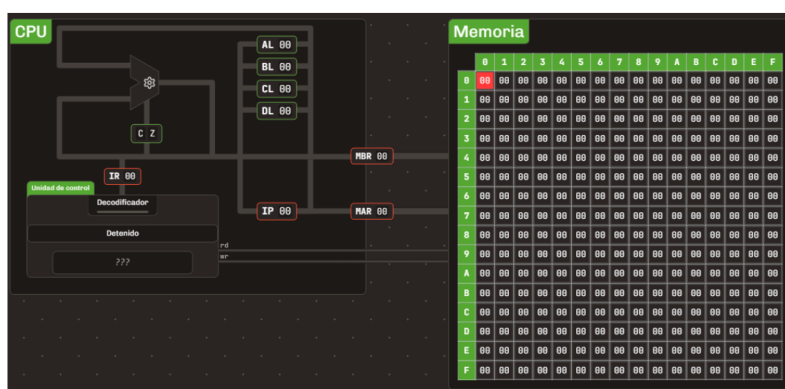 CPU
AL 00
BL 00
CL 00
DL 00
C Z
MBR 00
IR 00
Unidad de control
Decodificador
IP 00
MAR 00
Detenido
rd
wr
???
Memoria
0 1 2 3 4 5 6 7 8 9 A B C D E F
0 00 00 00 00 00 00 00 00 00 00 00 00 00 00 00 00
1 00 00 00 00 00 00 00 00 00 00 00 00 00 00 00 00
2 00 00 00 00 00 00 00 00 00 00 00 00 00 00 00 00
3 00 00 00 00 00 00 00 00 00 00 00 00 00 00 00 00
4 00 00 00 00 00 00 00 00 00 00 00 00 00 00 00 00
5 00 00 00 00 00 00 00 00 00 00 00 00 00 00 00 00
6 00 00 00 00 00 00 00 00 00 00 00 00 00 00 00 00
7 00 00 00 00 00 00 00 00 00 00 00 00 00 00 00 00
8 00 00 00 00 00 00 00 00 00 00 00 00 00 00 00 00
9 00 00 00 00 00 00 00 00 00 00 00 00 00 00 00 00
A 00 00 00 00 00 00 00 00 00 00 00 00 00 00 00 00
B 00 00 00 00 00 00 00 00 00 00 00 00 00 00 00 00
C 00 00 00 00 00 00 00 00 00 00 00 00 00 00 00 00
D 00 00 00 00 00 00 00 00 00 00 00 00 00 00 00 00
E 00 00 00 00 00 00 00 00 00 00 00 00 00 00 00 00
F 00 00 00 00 00 00 00 00 00 00 00 00 00 00 00 00